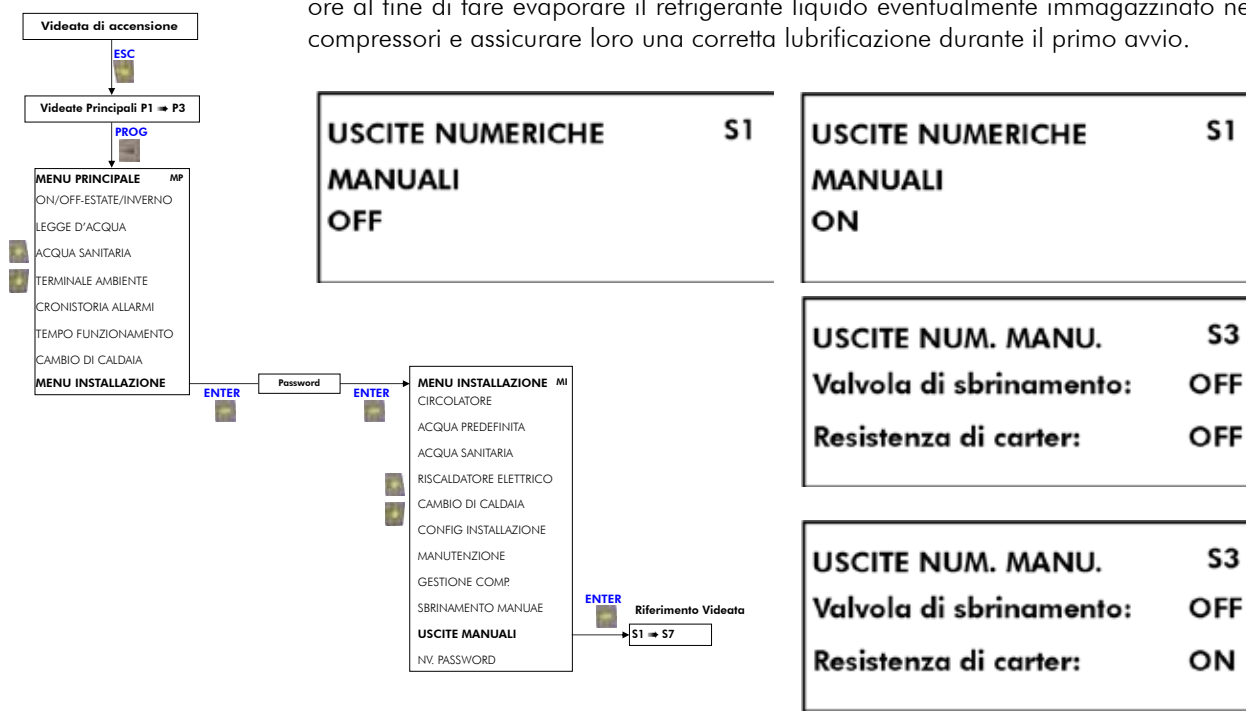 ore al fine di fare evaporare il refrigerante liquido eventualmente immagazzinato
compressori e assicurare loro una corretta lubrificazione durante il primo avvio.
Videata di accensione
ESC
Videate Principali P1 ➠ P3
PROG
MENU PRINCIPALE MP
ON/OFF-ESTATE/INVERNO
LEGGE D'ACQUA
ACQUA SANITARIA
TERMINALE AMBIENTE
CRONISTORIA ALLARMI
TEMPO FUNZIONAMENTO
CAMBIO DI CALDAIA
MENU INSTALLAZIONE
ENTER
Password
ENTER
MENU INSTALLAZIONE MI
CIRCOLATORE
ACQUA PREDEFINITA
ACQUA SANITARIA
RISCALDATORE ELETTRICO
CAMBIO DI CALDAIA
CONFIG INSTALLAZIONE
MANUTENZIONE
GESTIONE COMP.
SBRINAMENTO MANUAE
USCITE MANUALI
NV. PASSWORD
ENTER
Riferimento Videata
S1 ➠ S7
USCITE NUMERICHE S1
MANUALI
OFF
USCITE NUMERICHE S1
MANUALI
ON
USCITE NUM. MANU. S3
Valvola di sbrinamento: OFF
Resistenza di carter: OFF
USCITE NUM. MANU. S3
Valvola di sbrinamento: OFF
Resistenza di carter: ON